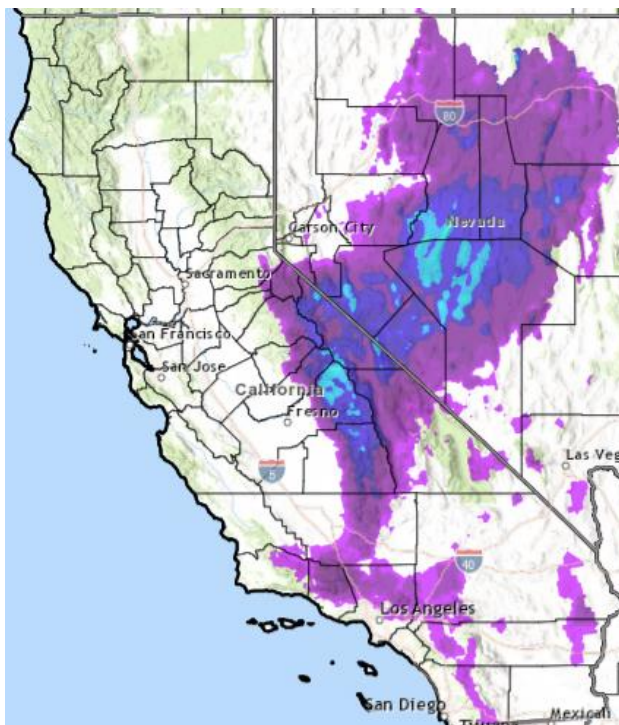 80
Nevada
Carson City
Sacramento
San Francisco
San Jose
California
Fresno
5
Las Veg
40
Los Angeles
San Diego
Mexicali